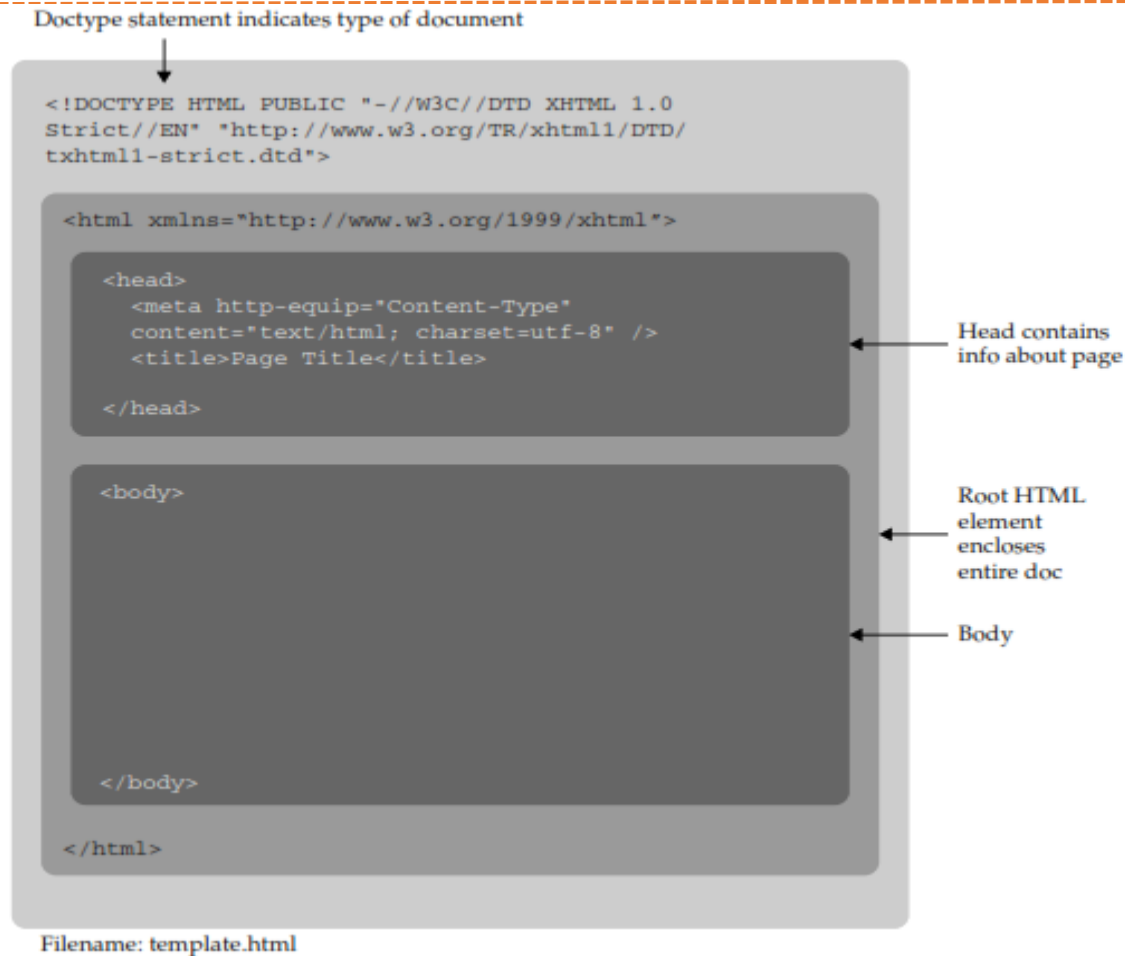 Doctype statement indicates type of document
<!DOCTYPE HTML PUBLIC "-//W3C//DTD XHTML 1.0
Strict//EN" "http://www.w3.org/TR/xhtml1/DTD/
txhtml1-strict.dtd">
<html xmlns="http://www.w3.org/1999/xhtml">
<head>
<meta http-equip="Content-Type"
content="text/html; charset=utf-8" />
<title>Page Title</title>
</head>
Head contains
info about page
<body>
Root HTML
element
encloses
entire doc
Body
</body>
</html>
Filename: template.html